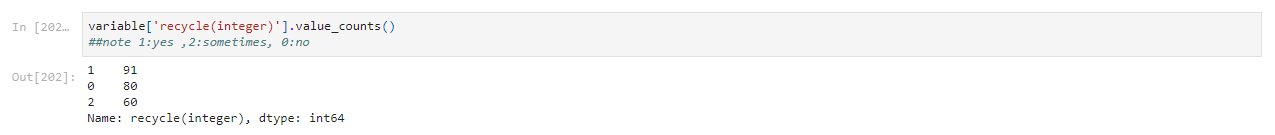 In [202… variable['recycle(integer)'].value_counts()
##note 1:yes ,2:sometimes, 0:no
Out[202]: 1 91
0 80
2 60
Name: recycle(integer), dtype: int64